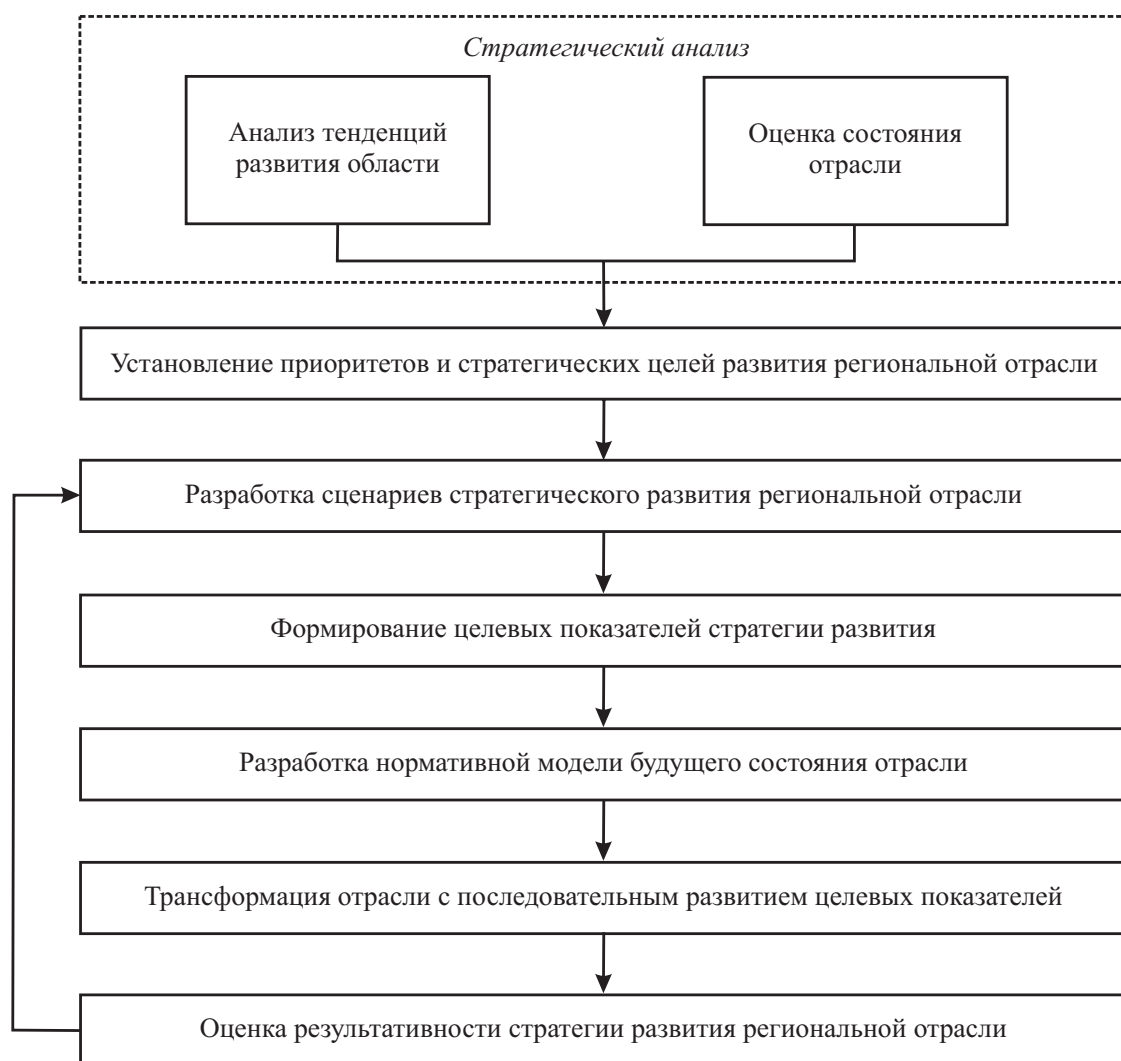 Стратегический анализ
Анализ тенденций
развития области
Оценка состояния
отрасли
Установление приоритетов и стратегических целей развития региональной отрасли
Разработка сценариев стратегического развития региональной отрасли
Формирование целевых показателей стратегии развития
Разработка нормативной модели будущего состояния отрасли
Трансформация отрасли с последовательным развитием целевых показателей
Оценка результативности стратегии развития региональной отрасли